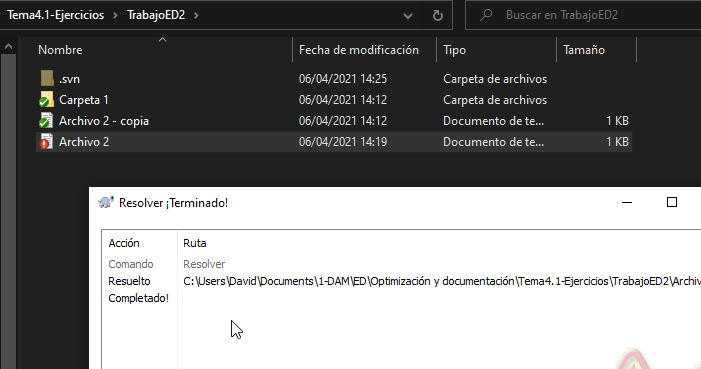 Tema4.1-Ejercicios > TrabajoED2
Buscar en TrabajoED2
Nombre Fecha de modificación Tipo Tamaño
.svn 06/04/2021 14:25 Carpeta de archivos
Carpeta 1 06/04/2021 14:12 Carpeta de archivos
Archivo 2 - copia 06/04/2021 14:12 Documento de te... 1 KB
Archivo 2 06/04/2021 14:19 Documento de te... 1 KB
Resolver ¡Terminado!
Acción Ruta
Comando Resolver
Resuelto C:\Users\David\Documents\1-DAM\ED\Optimización y documentación\Tema4.1-Ejercicios\TrabajoED2\Archiv
Completado!